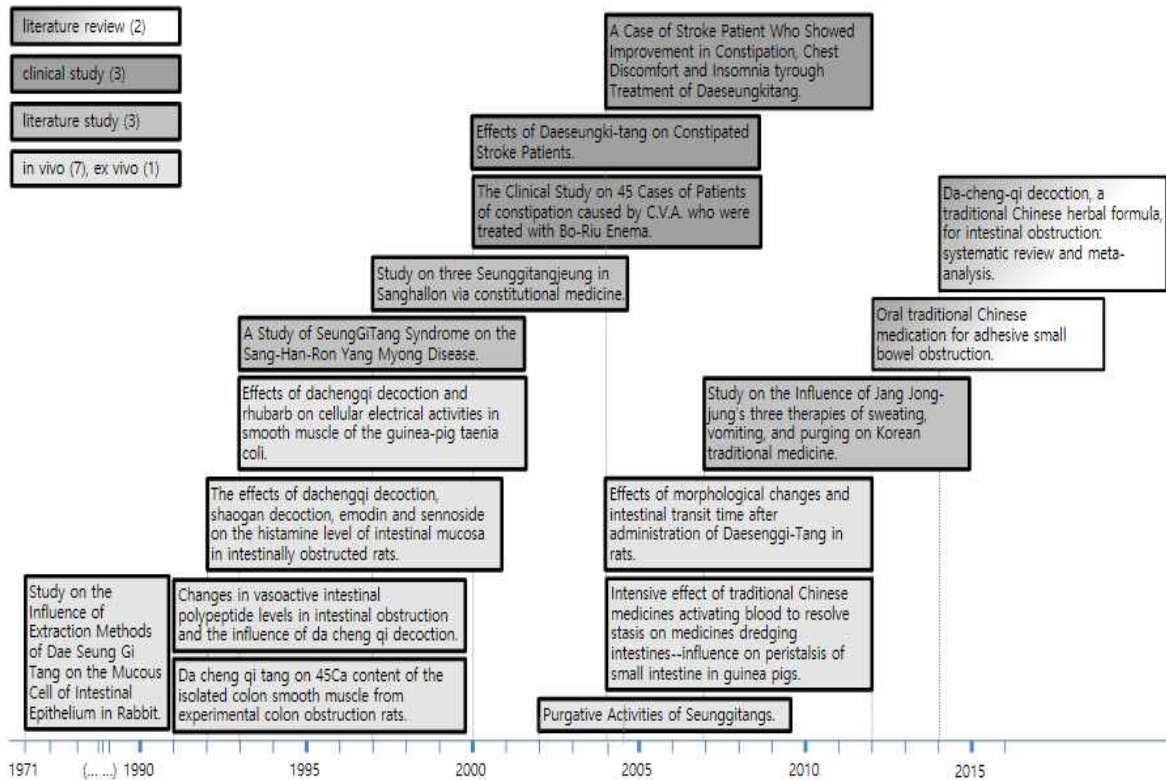 literature review (2)
clinical study (3)
literature study (3)
in vivo (7), ex vivo (1)
A Case of Stroke Patient Who Showed
Improvement in Constipation, Chest
Discomfort and Insomnia tyrough
Treatment of Daeseungkitang.
Effects of Daeseungki-tang on Constipated
Stroke Patients.
The Clinical Study on 45 Cases of Patients
of constipation caused by C.V.A. who were
treated with Bo-Riu Enema.
Da-cheng-qi decoction, a
traditional Chinese herbal formula,
for intestinal obstruction:
systematic review and meta-
analysis.
Study on three Seunggitangjeung in
Sanghallon via constitutional medicine.
Oral traditional Chinese
medication for adhesive small
bowel obstruction.
A Study of SeungGiTang Syndrome on the
Sang-Han-Ron Yang Myong Disease.
Effects of dachengqi decoction and
rhubarb on cellular electrical activities in
smooth muscle of the guinea-pig taenia
coli.
Study on the Influence of Jang Jong-
jung's three therapies of sweating,
vomiting, and purging on Korean
traditional medicine.
The effects of dachengqi decoction,
shaogan decoction, emodin and sennoside
on the histamine level of intestinal mucosa
in intestinally obstructed rats.
Effects of morphological changes and
intestinal transit time after
administration of Daesenggi-Tang in
rats.
Study on the
Influence of
Extraction Methods
of Dae Seung Gi
Tang on the Mucous
Cell of Intestinal
Epithelium in Rabbit.
Changes in vasoactive intestinal
polypeptide levels in intestinal obstruction
and the influence of da cheng qi decoction.
Intensive effect of traditional Chinese
medicines activating blood to resolve
stasis on medicines dredging
intestines--influence on peristalsis of
small intestine in guinea pigs.
Da cheng qi tang on 45Ca content of the
isolated colon smooth muscle from
experimental colon obstruction rats.
Purgative Activities of Seunggitangs.
1971 (... ...) 1990 1995 2000 2005 2010 2015